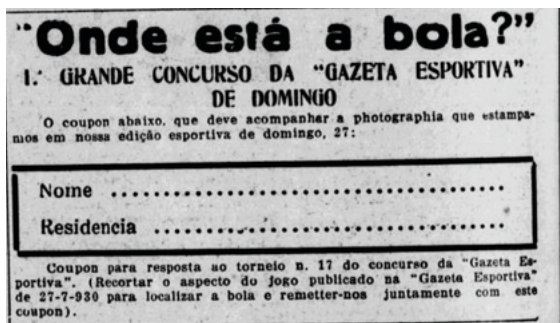 "Onde está a bola?"
1.ª GRANDE CONCURSO DA "GAZETA ESPORTIVA"
DE DOMINGO
O coupon abaixo, que deve acompanhar a photographia que estampa-
mos em nossa edição esportiva de domingo, 27:
Nome ..........................................
Residencia ...................................
Coupon para resposta ao torneio n. 17 do concurso da "Gazeta Es-
portiva". (Recortar o aspecto do jogo publicado na "Gazeta Esportiva"
de 27-7-930 para localizar a bola e remetter-nos juntamente com este
coupon).